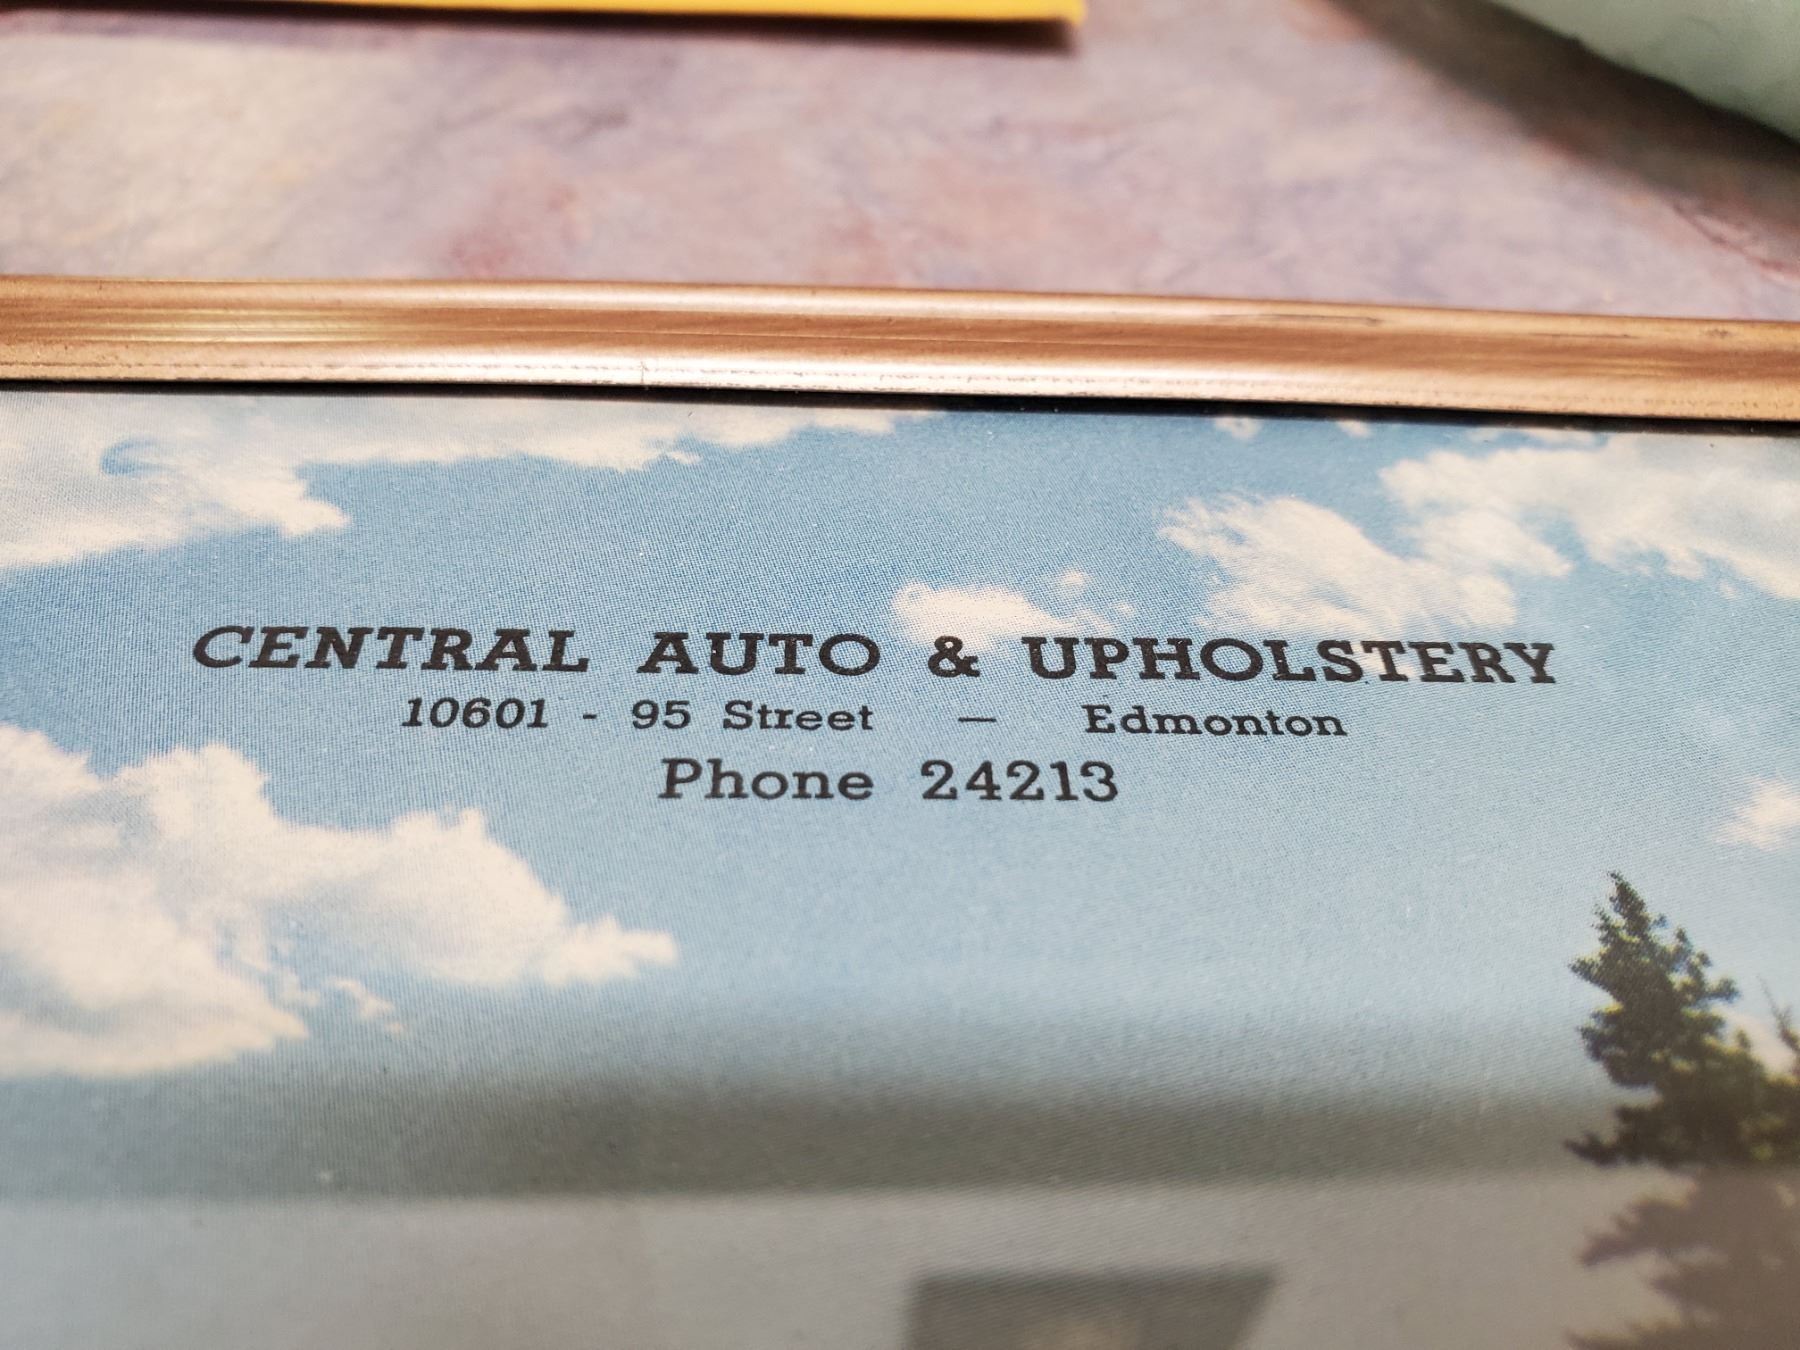 CENTRAL AUTO & UPHOLSTERY
10601 - 95 Street — Edmonton
Phone 24213